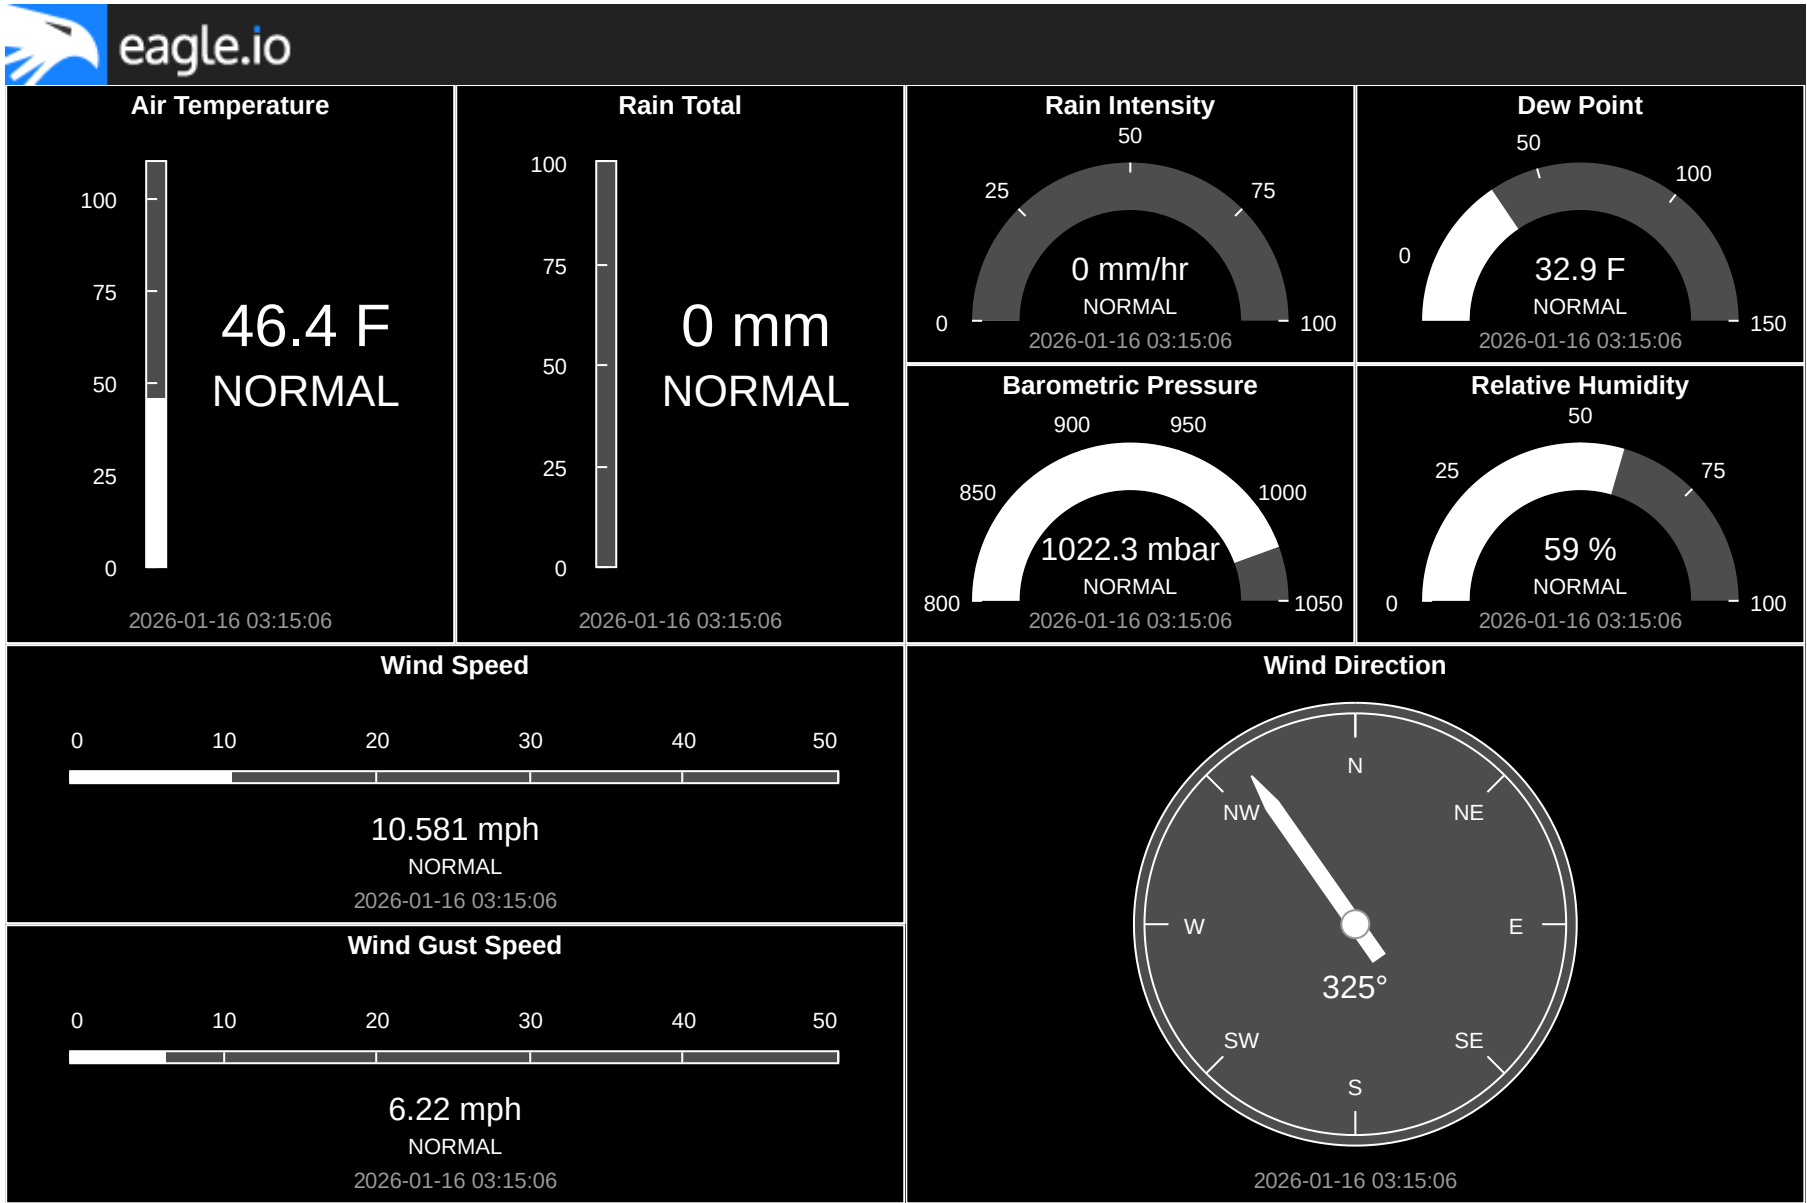 eagle.io
Air Temperature
100
75
50
25
0
46.4 F
NORMAL
2026-01-16 03:15:06
Rain Total
100
75
50
25
0
0 mm
NORMAL
2026-01-16 03:15:06
Rain Intensity
50
25
75
0
100
0 mm/hr
NORMAL
2026-01-16 03:15:06
Dew Point
50
100
0
150
32.9 F
NORMAL
2026-01-16 03:15:06
Barometric Pressure
900
950
850
1000
800
1050
1022.3 mbar
NORMAL
2026-01-16 03:15:06
Relative Humidity
50
25
75
0
100
59 %
NORMAL
2026-01-16 03:15:06
Wind Speed
0 10 20 30 40 50
10.581 mph
NORMAL
2026-01-16 03:15:06
Wind Gust Speed
0 10 20 30 40 50
6.22 mph
NORMAL
2026-01-16 03:15:06
Wind Direction
N
NW
NE
W
E
325°
SW
SE
S
2026-01-16 03:15:06